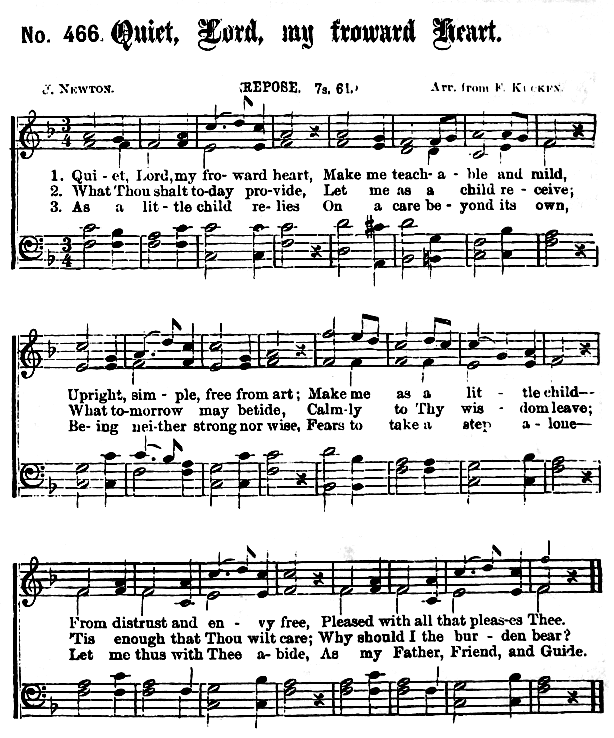 No. 466. Quiet, Lord, my froward Heart.
J. NEWTON. (REPOSE. 7s, 6l.) Arr. from F. KUCKEN.
1. Qui - et, Lord, my fro - ward heart, Make me teach - a - ble and mild,
2. What Thou shalt to-day pro-vide, Let me as a child re - ceive;
3. As a lit - tle child re - lies On a care be - yond its own,
Upright, sim - ple, free from art; Make me as a lit - tle child—
What to-morrow may betide, Calm-ly to Thy wis - dom leave;
Be - ing nei-ther strong nor wise, Fears to take a step a - lone—
From distrust and en - vy free, Pleased with all that pleas-es Thee.
'Tis enough that Thou wilt care; Why should I the bur - den bear?
Let me thus with Thee a-bide, As my Father, Friend, and Guide.